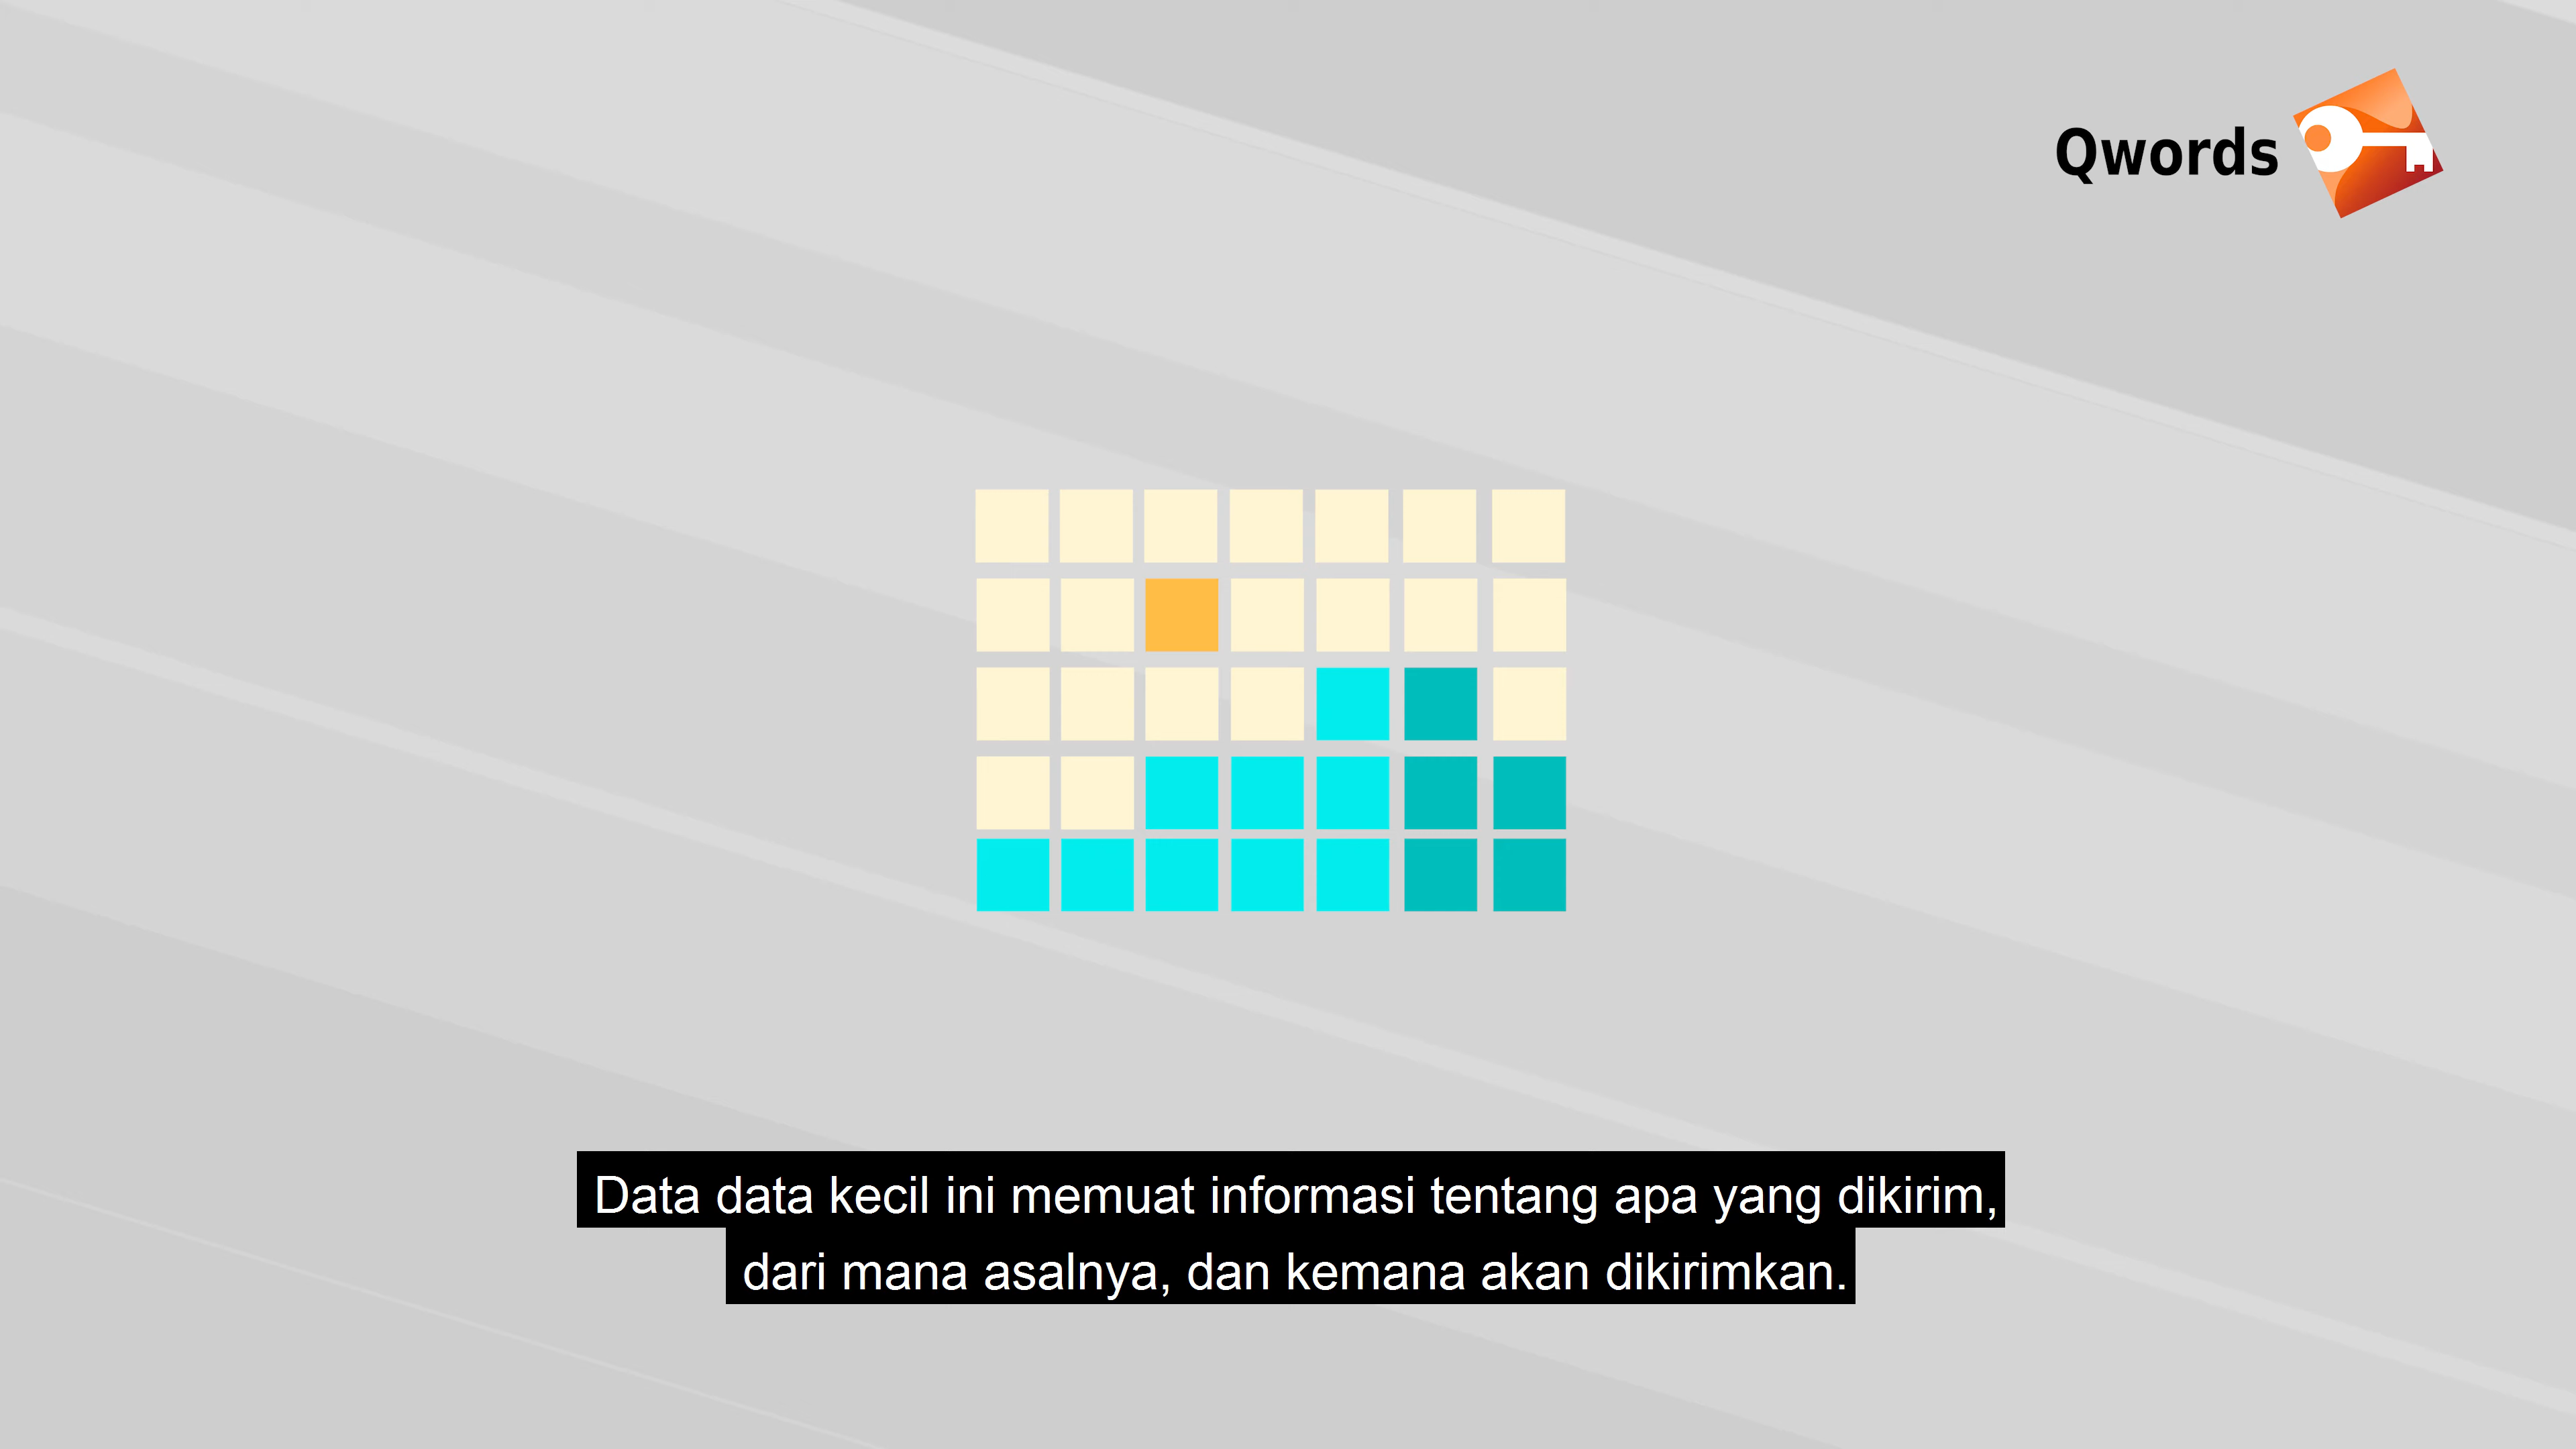 Qwords
Data data kecil ini memuat informasi tentang apa yang dikirim,
dari mana asalnya, dan kemana akan dikirimkan.